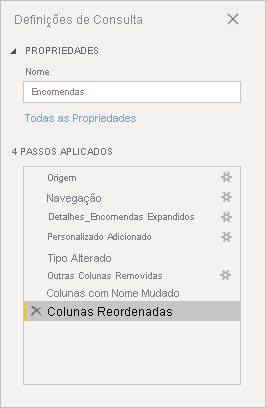 Definições de Consulta
PROPRIEDADES
Nome
Encomendas
Todas as Propriedades
4 PASSOS APLICADOS
Origem
Navegação
Detalhes_Encomendas Expandidos
Personalizado Adicionado
Tipo Alterado
Outras Colunas Removidas
Colunas com Nome Mudado
Colunas Reordenadas